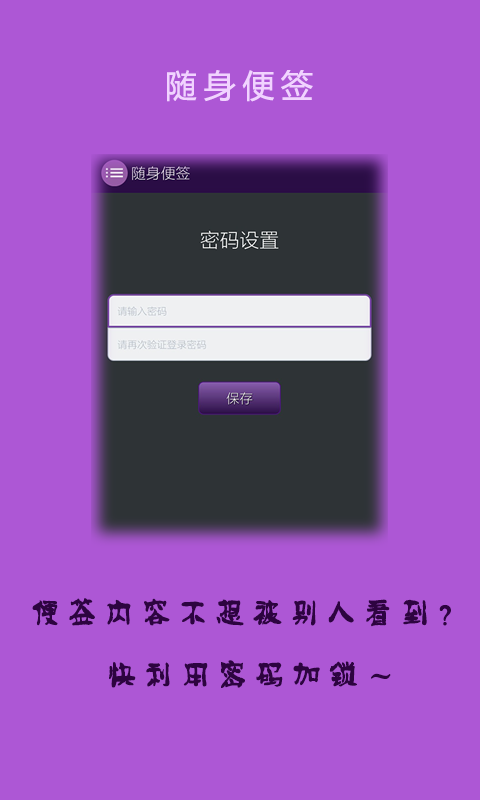 随身便签
随身便签
密码设置
请输入密码
请再次验证登录密码
保存
便签内容不想被别人看到?
快利用密码加锁~